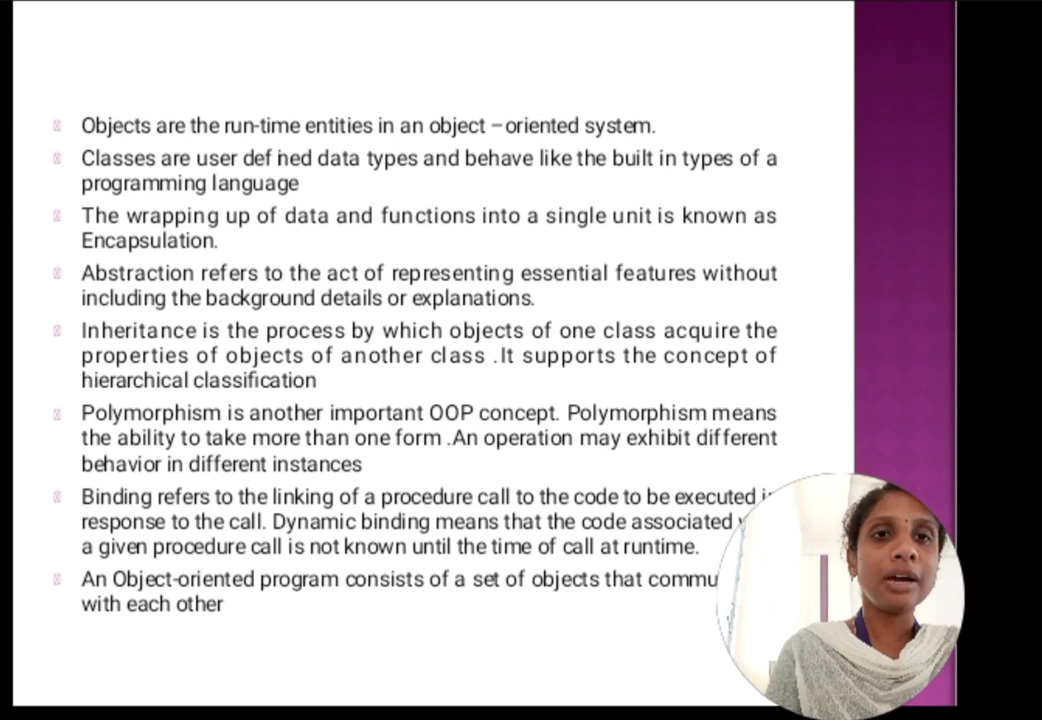 Objects are the run-time entities in an object –oriented system.
Classes are user def ined data types and behave like the built in types of a
programming language
The wrapping up of data and functions into a single unit is known as
Encapsulation.
Abstraction refers to the act of representing essential features without
including the background details or explanations.
Inheritance is the process by which objects of one class acquire the
properties of objects of another class .It supports the concept of
hierarchical classification
Polymorphism is another important OOP concept. Polymorphism means
the ability to take more than one form .An operation may exhibit different
behavior in different instances
Binding refers to the linking of a procedure call to the code to be executed
response to the call. Dynamic binding means that the code associated
a given procedure call is not known until the time of call at runtime.
An Object-oriented program consists of a set of objects that commu
with each other